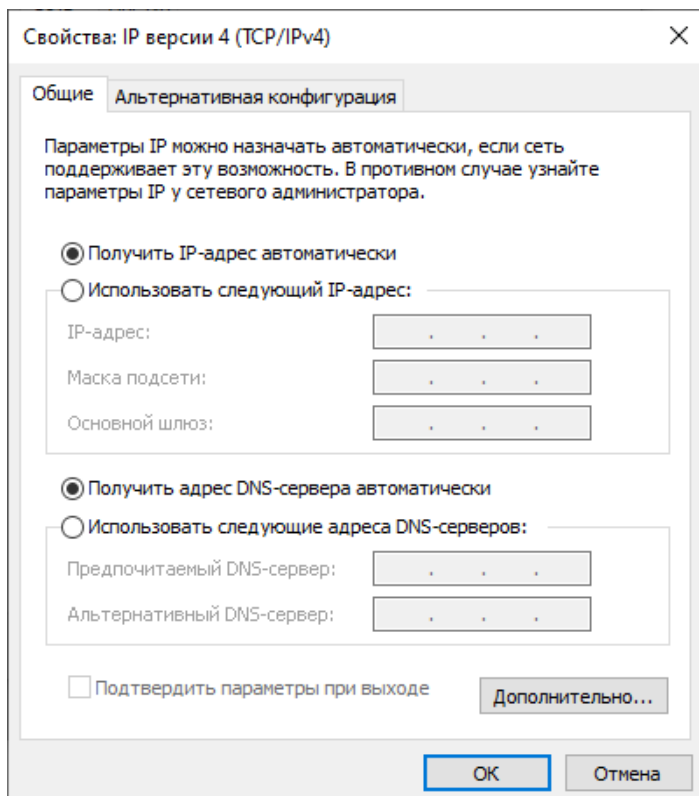 Свойства: IP версии 4 (TCP/IPv4)
Общие
Альтернативная конфигурация
Параметры IP можно назначать автоматически, если сеть
поддерживает эту возможность. В противном случае узнайте
параметры IP у сетевого администратора.
Получить IP-адрес автоматически
Использовать следующий IP-адрес:
IP-адрес:
Маска подсети:
Основной шлюз:
Получить адрес DNS-сервера автоматически
Использовать следующие адреса DNS-серверов:
Предпочитаемый DNS-сервер:
Альтернативный DNS-сервер:
Подтвердить параметры при выходе
Дополнительно...
ОК
Отмена